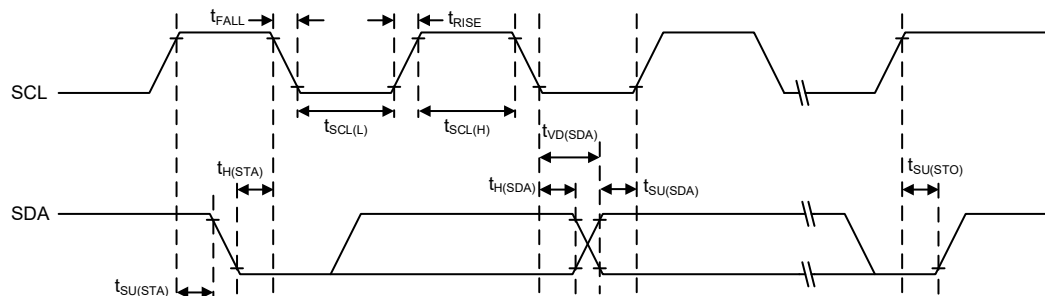 tFALL
tRISE
SCL
tSCL(L)
tSCL(H)
tVD(SDA)
tH(STA)
tH(SDA)
tSU(SDA)
tSU(STO)
SDA
tSU(STA)